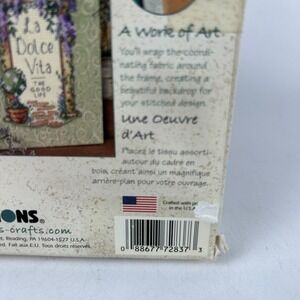 La
Dolce
Vita
THE
GOOD
LIFE
A Work of Art
You'll wrap the coordi-
nating fabric around
the frame, creating a
beautiful backdrop for
your stitched design.
Une Oeuvre
d'Art
Placez le tissu assorti
autour du cadre en
bois, créant ainsi un magnifique
arrière-plan pour votre ouvrage.
IONS®
s-crafts.com
Reading, PA 19604-1577 U.S.A.
Fait aux E.U. Tous droits réservés.
Crafted with
in the U.S.A.
0 88677 72837 3